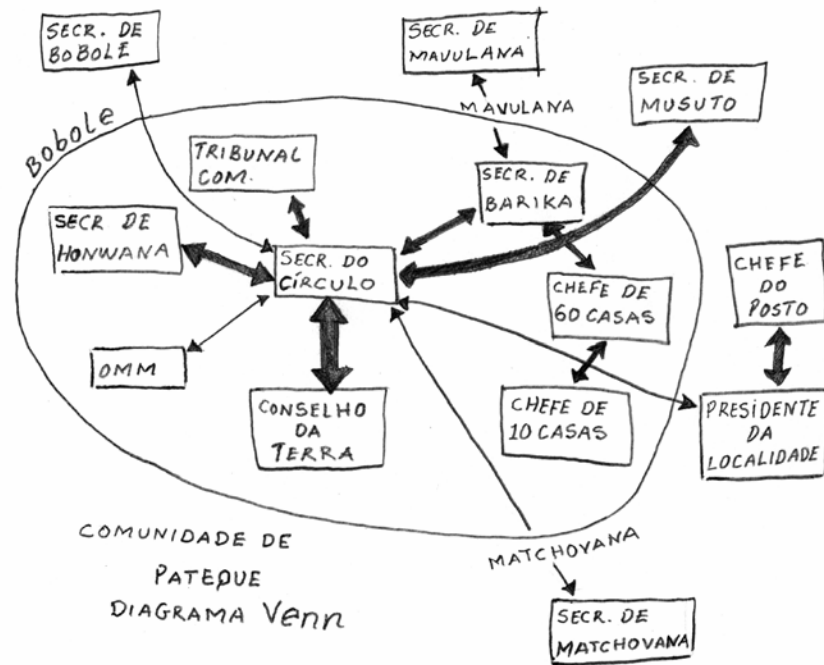 SECR. DE
BOBOLE
SECR. DE
MAVULANA
SECR. DE
MUSUTO
MAVULANA
Bobole
TRIBUNAL
COM.
SECR. DE
BARIKA
SECR DE
HONWANA
SECR. DO
CÍRCULO
CHEFE DE
60 CASAS
CHEFE
DO
POSTO
OMM
CONSELHO
DA
TERRA
CHEFE DE
10 CASAS
PRESIDENTE
DA
LOCALIDADE
COMUNIDADE DE
PATEQUE
DIAGRAMA Venn
MATCHOVANA
SECR. DE
MATCHOVANA